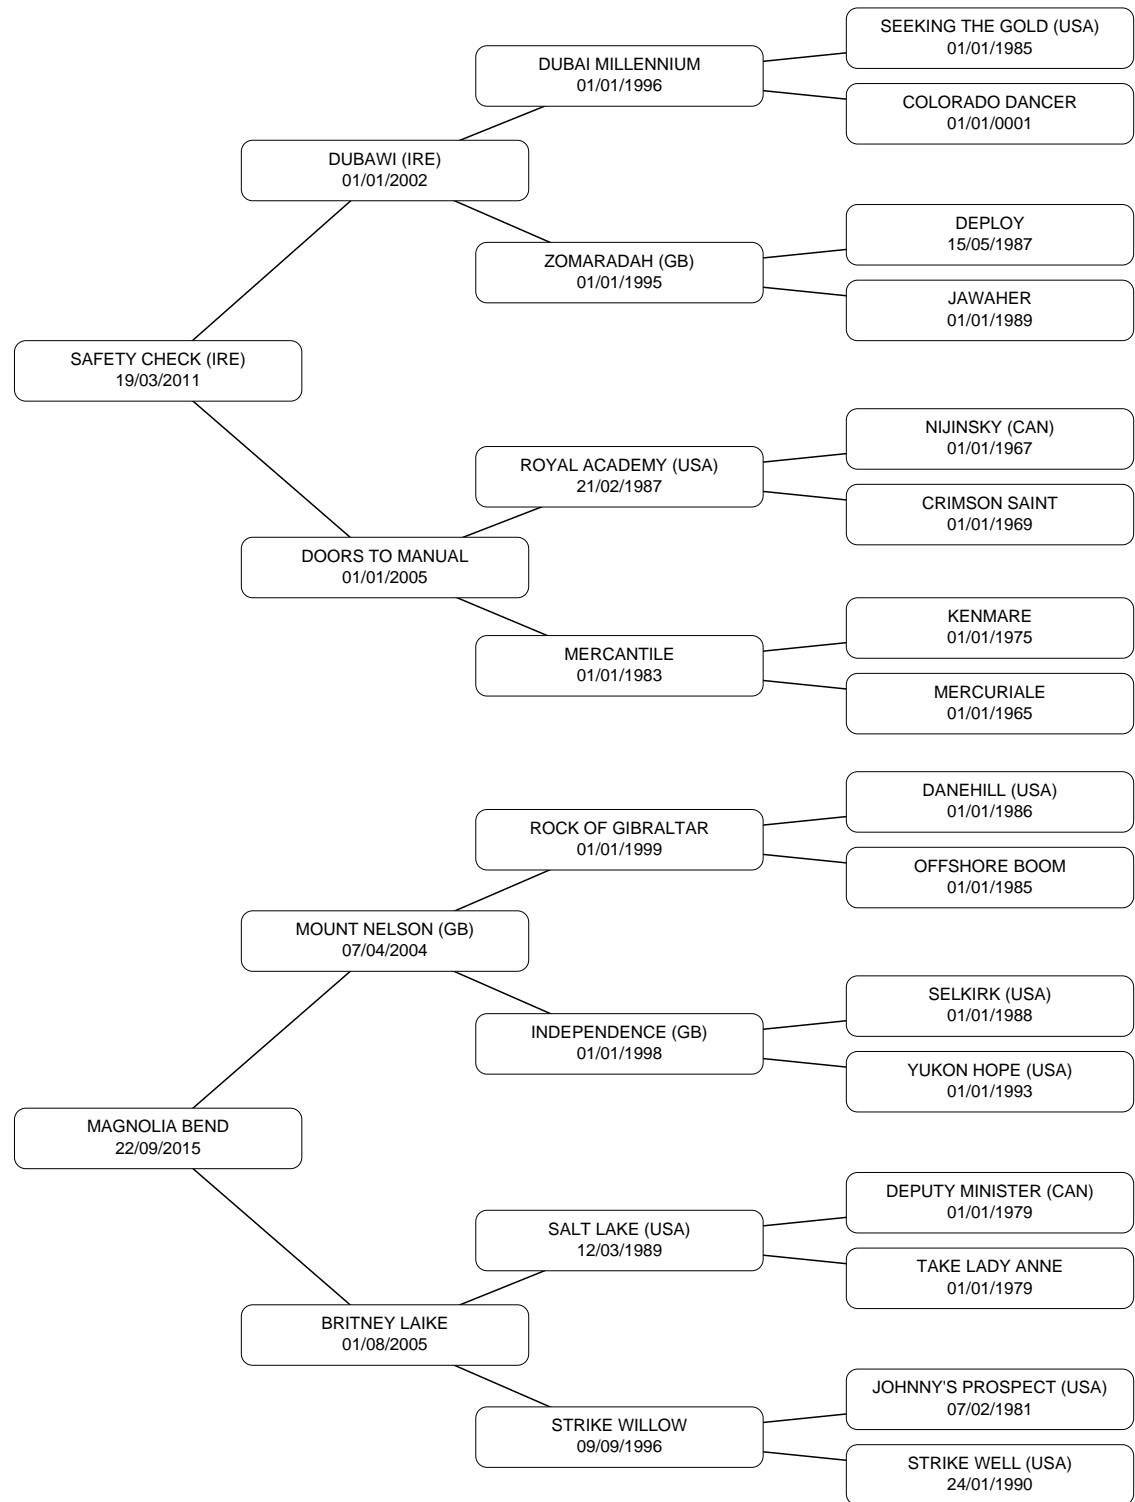 SEEKING THE GOLD (USA)
01/01/1985
DUBAI MILLENNIUM
01/01/1996
COLORADO DANCER
01/01/0001
DUBAWI (IRE)
01/01/2002
DEPLOY
15/05/1987
ZOMARADAH (GB)
01/01/1995
JAWAHER
01/01/1989
SAFETY CHECK (IRE)
19/03/2011
NIJINSKY (CAN)
01/01/1967
ROYAL ACADEMY (USA)
21/02/1987
CRIMSON SAINT
01/01/1969
DOORS TO MANUAL
01/01/2005
KENMARE
01/01/1975
MERCANTILE
01/01/1983
MERCURIALE
01/01/1965
DANEHILL (USA)
01/01/1986
ROCK OF GIBRALTAR
01/01/1999
OFFSHORE BOOM
01/01/1985
MOUNT NELSON (GB)
07/04/2004
SELKIRK (USA)
01/01/1988
INDEPENDENCE (GB)
01/01/1998
YUKON HOPE (USA)
01/01/1993
MAGNOLIA BEND
22/09/2015
DEPUTY MINISTER (CAN)
01/01/1979
SALT LAKE (USA)
12/03/1989
TAKE LADY ANNE
01/01/1979
BRITNEY LAIKE
01/08/2005
JOHNNY'S PROSPECT (USA)
07/02/1981
STRIKE WILLOW
09/09/1996
STRIKE WELL (USA)
24/01/1990